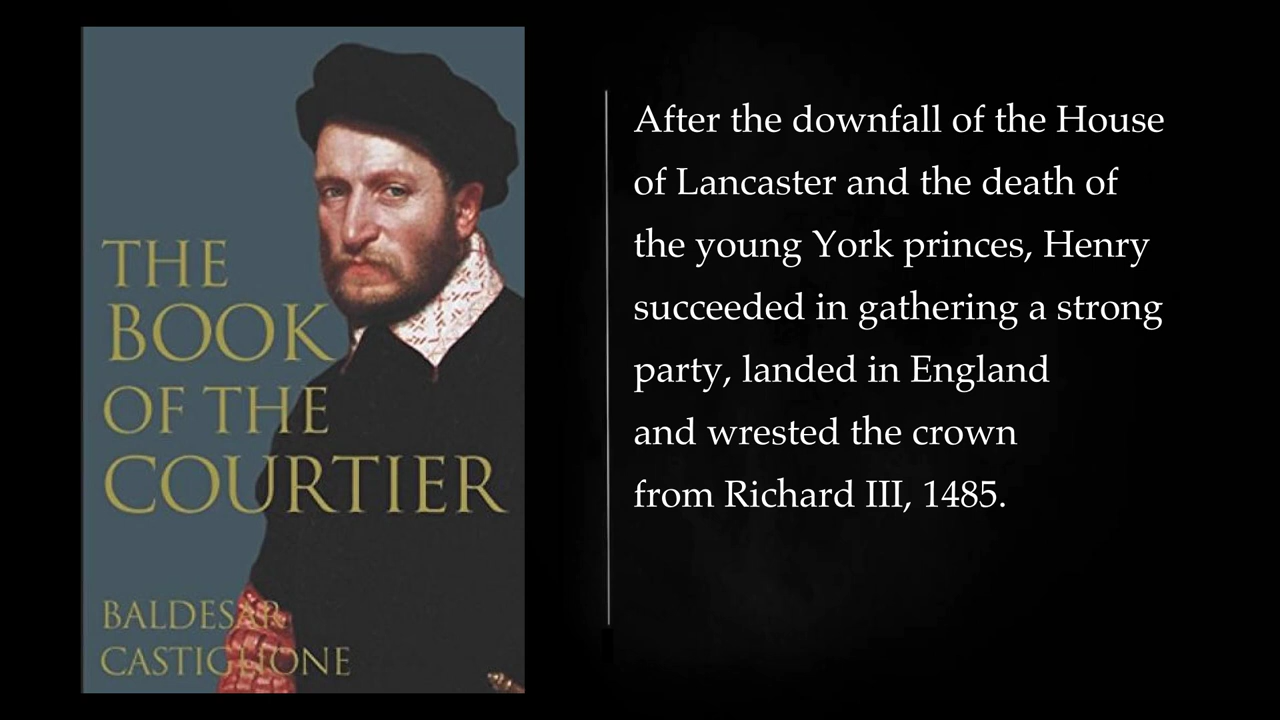 THE
BOOK
OF THE
COURTIER
BALDESAR
CASTIGLIONE
After the downfall of the House
of Lancaster and the death of
the young York princes, Henry
succeeded in gathering a strong
party, landed in England
and wrested the crown
from Richard III, 1485.